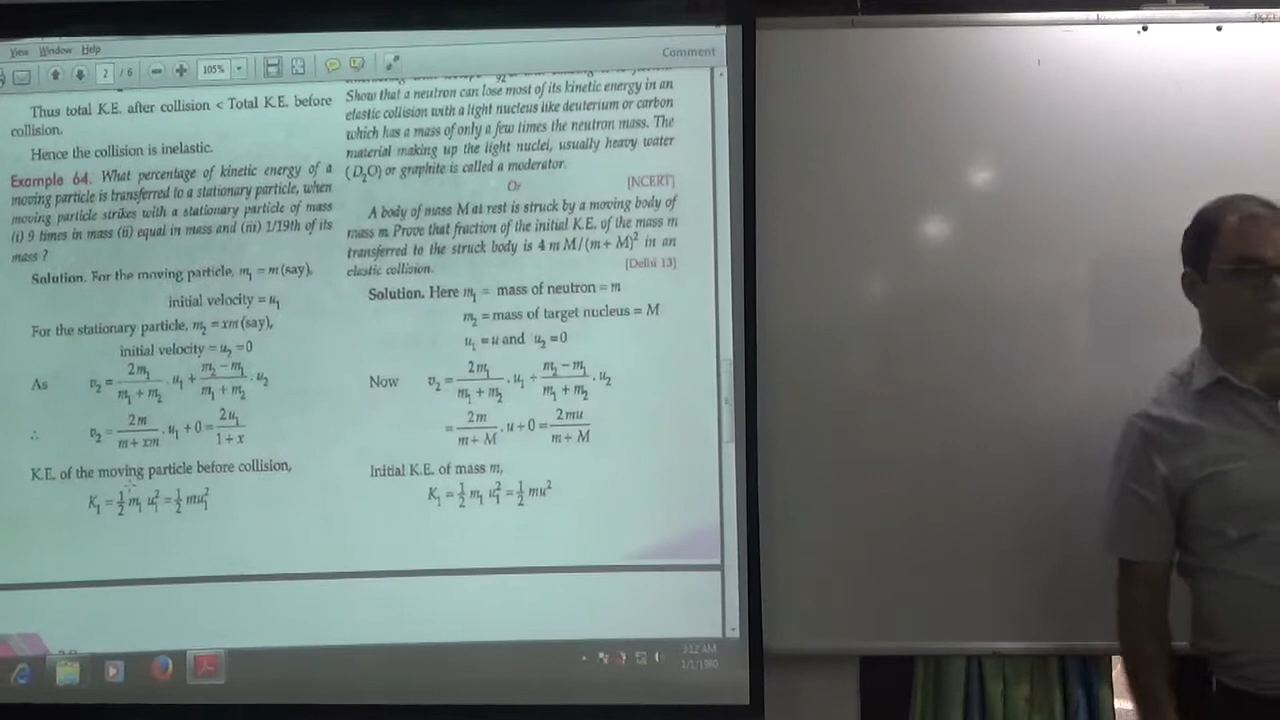 View Window Help
2 / 6 105% Comment
Thus total K.E. after collision < Total K.E. before
collision.
Hence the collision is inelastic.
Example 64. What percentage of kinetic energy of a
moving particle is transferred to a stationary particle, when
moving particle strikes with a stationary particle of mass
(i) 9 times in mass (ii) equal in mass and (iii) 1/19th of its
mass ?
Solution. For the moving particle, m₁ = m (say),
initial velocity = u₁
For the stationary particle, m₂ = xm (say),
initial velocity = u₂ = 0
As v₂ = 2m₁/(m₁ + m₂) . u₁ + (m₂ − m₁)/(m₁ + m₂) . u₂
∴ v₂ = 2m/(m + xm) . u₁ + 0 = 2u₁/(1 + x)
K.E. of the moving particle before collision,
K₁ = ½ m₁ u₁² = ½ mu₁²
Show that a neutron can lose most of its kinetic energy in an
elastic collision with a light nucleus like deuterium or carbon
which has a mass of only a few times the neutron mass. The
material making up the light nuclei, usually heavy water
(D₂O) or graphite is called a moderator.
Or [NCERT]
A body of mass M at rest is struck by a moving body of
mass m. Prove that fraction of the initial K.E. of the mass m
transferred to the struck body is 4 m M/(m + M)² in an
elastic collision. [Delhi 13]
Solution. Here m₁ = mass of neutron = m
m₂ = mass of target nucleus = M
u₁ = u and u₂ = 0
Now v₂ = 2m₁/(m₁ + m₂) . u₁ + (m₂ − m₁)/(m₁ + m₂) . u₂
= 2m/(m + M) . u + 0 = 2mu/(m + M)
Initial K.E. of mass m,
K₁ = ½ m₁ u₁² = ½ mu²
3:12 AM
1/1/1980